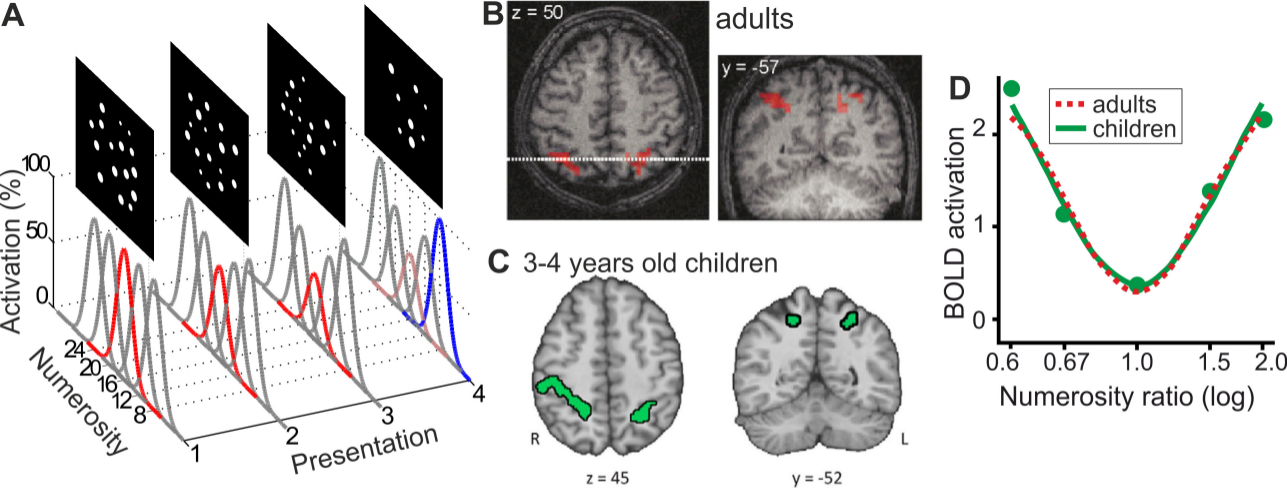 A
Activation (%)
100
50
0
24
20
16
12
8
Numerosity
1
2
3
4
Presentation
B
z = 50
adults
y = -57
C 3-4 years old children
R
L
z = 45
y = -52
D
adults
children
BOLD activation
2
1
0
0.6 0.67 1.0 1.5 2.0
Numerosity ratio (log)